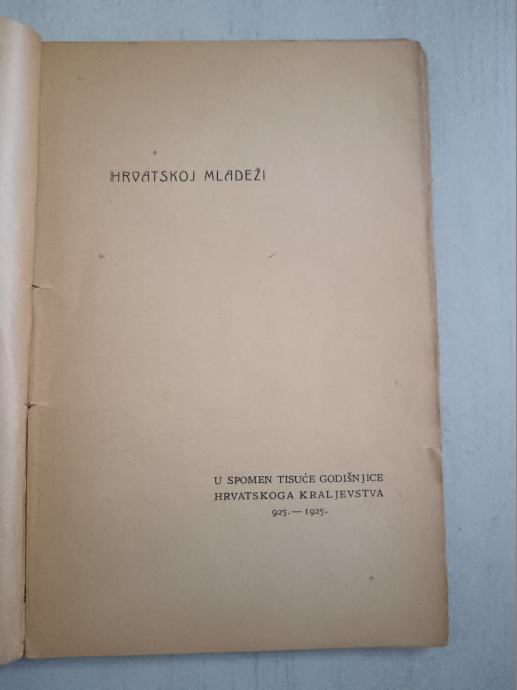 HRVATSKOJ MLADEŽI
U SPOMEN TISUĆE GODIŠNJICE
HRVATSKOGA KRALJEVSTVA
925.—1925.